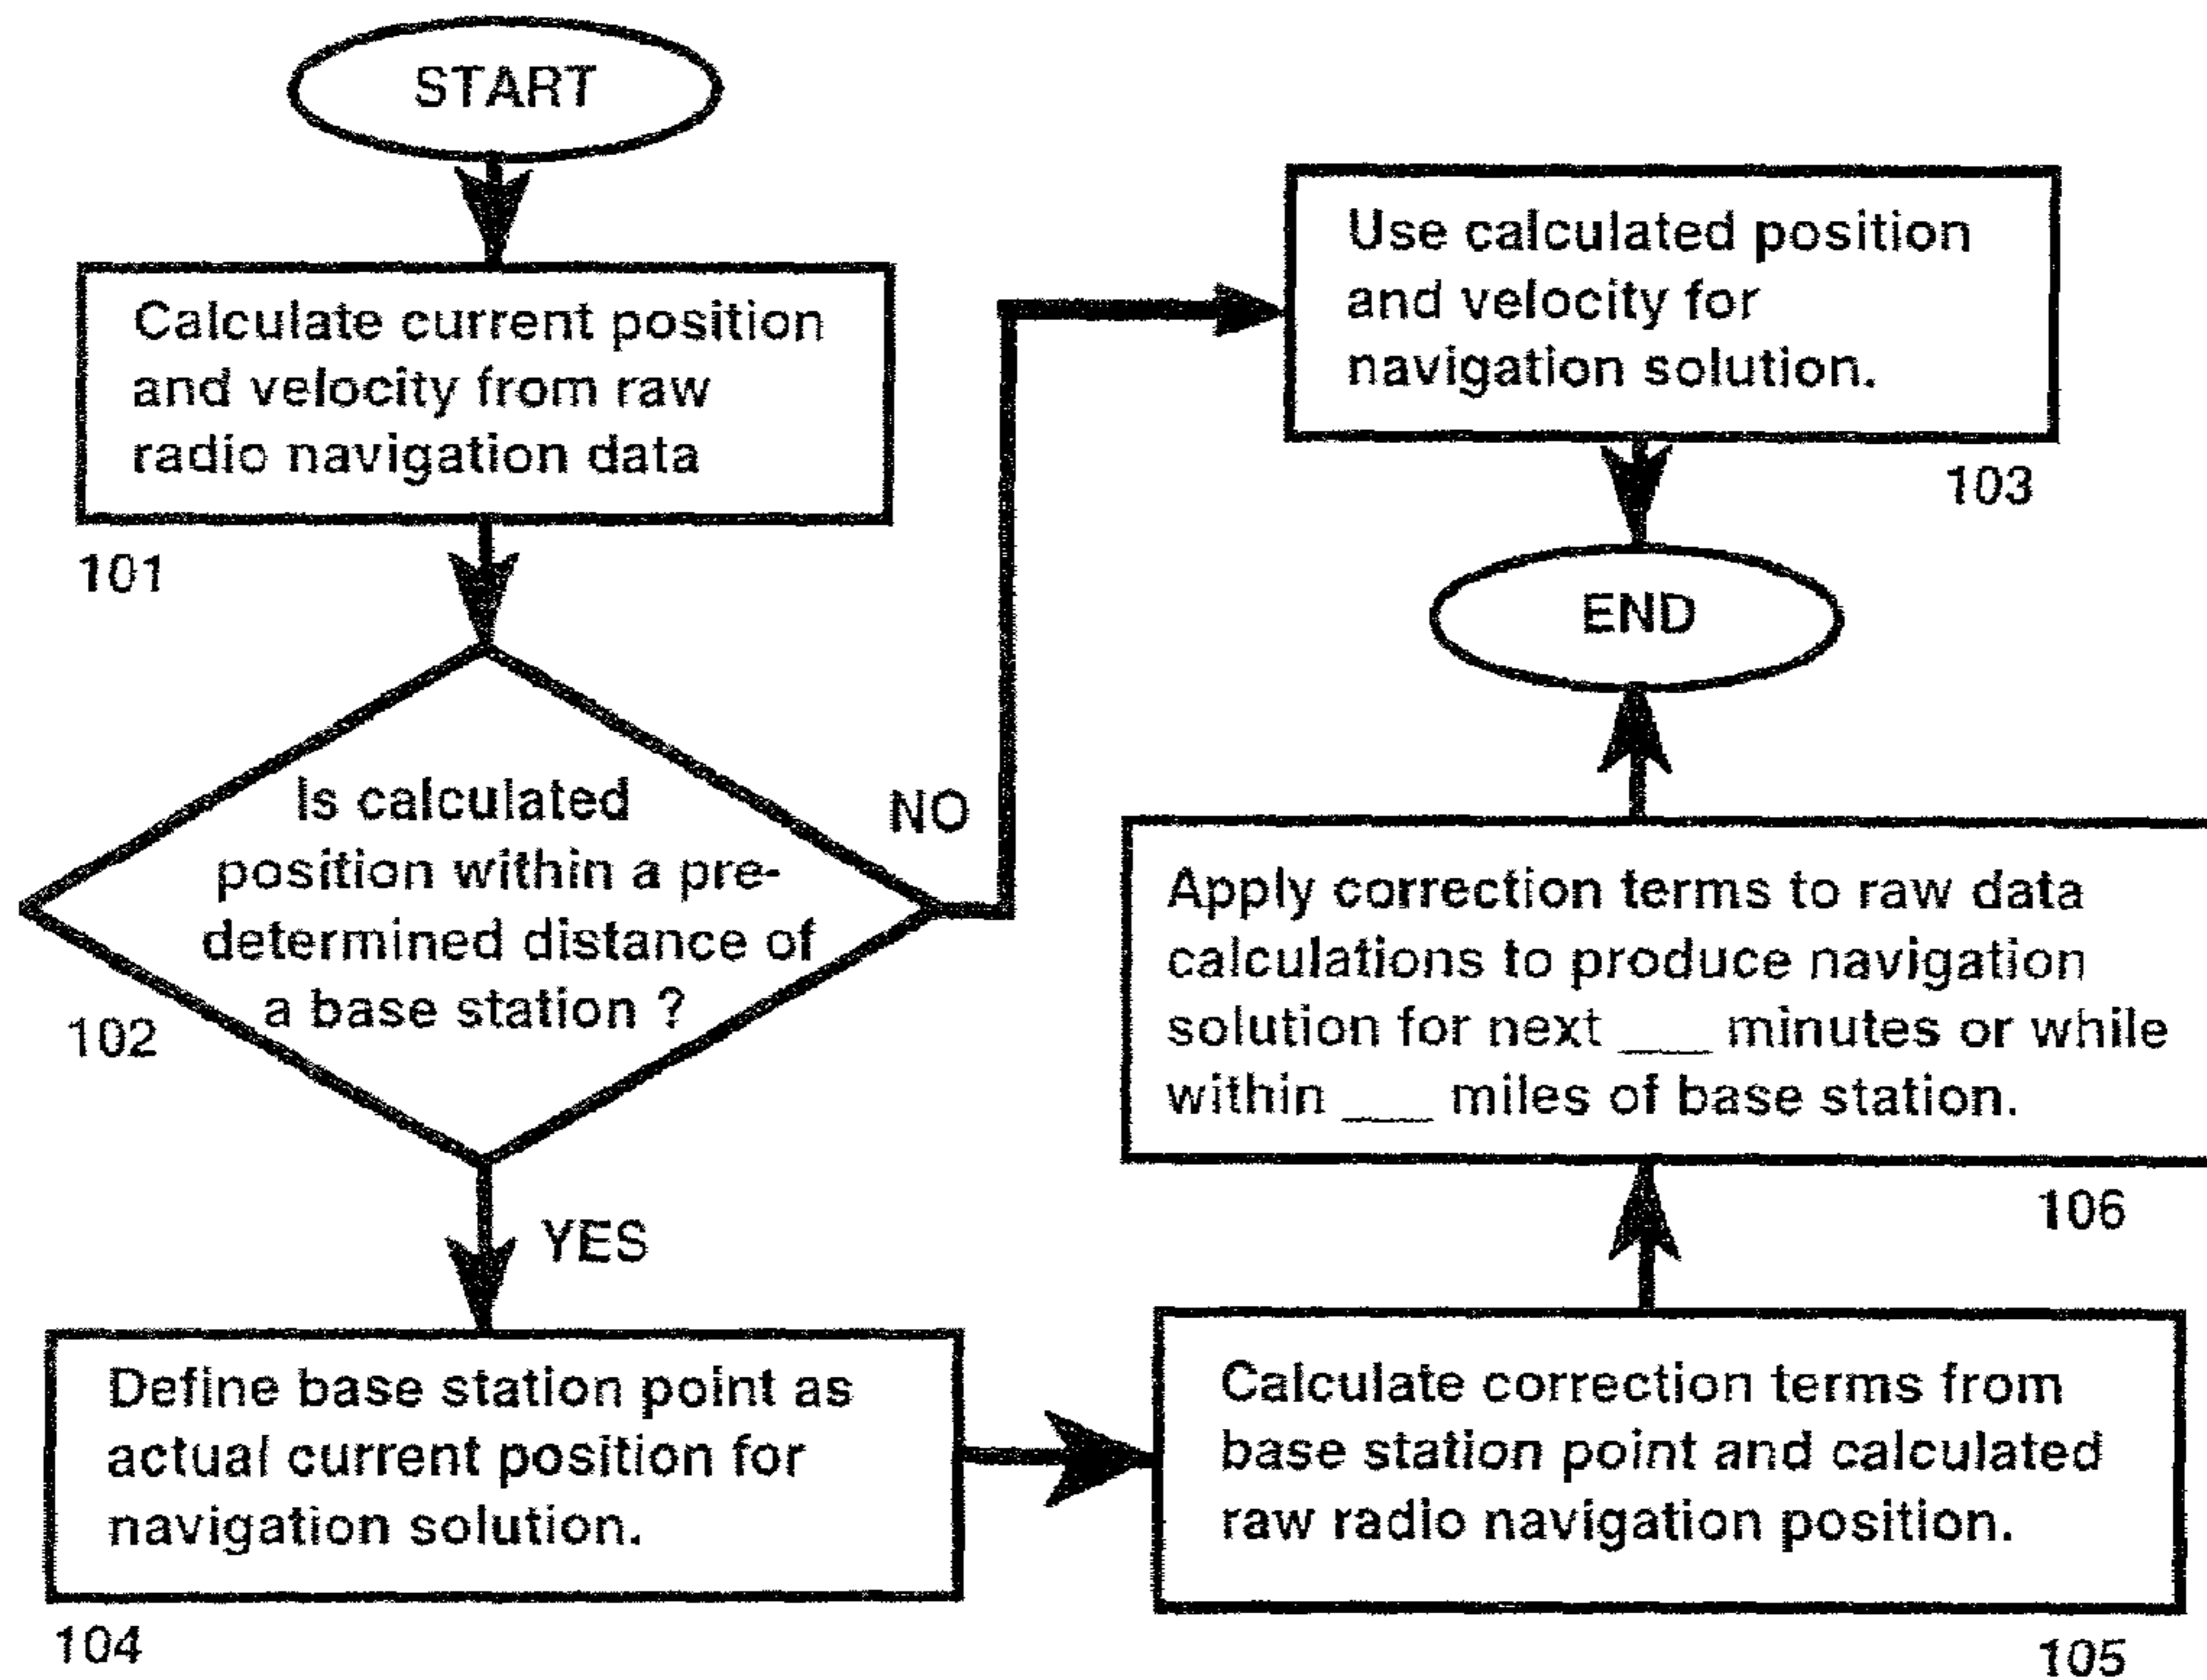 START
Calculate current position
and velocity from raw
radio navigation data
101
Is calculated
position within a pre-
determined distance of
a base station ?
102
NO
Use calculated position
and velocity for
navigation solution.
103
END
YES
Define base station point as
actual current position for
navigation solution.
104
Calculate correction terms from
base station point and calculated
raw radio navigation position.
105
Apply correction terms to raw data
calculations to produce navigation
solution for next ___ minutes or while
within ___ miles of base station.
106